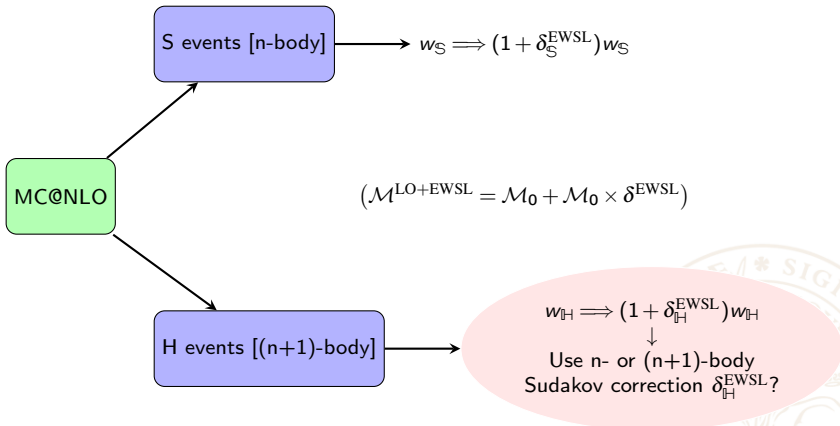 S events [n-body]
w_𝕊 ⟹ (1 + δ_𝕊^EWSL)w_𝕊
MC@NLO
(ℳ^LO+EWSL = ℳ_0 + ℳ_0 × δ^EWSL)
SIG
H events [(n+1)-body]
w_ℍ ⟹ (1 + δ_ℍ^EWSL)w_ℍ
↓
Use n- or (n+1)-body
Sudakov correction δ_ℍ^EWSL?